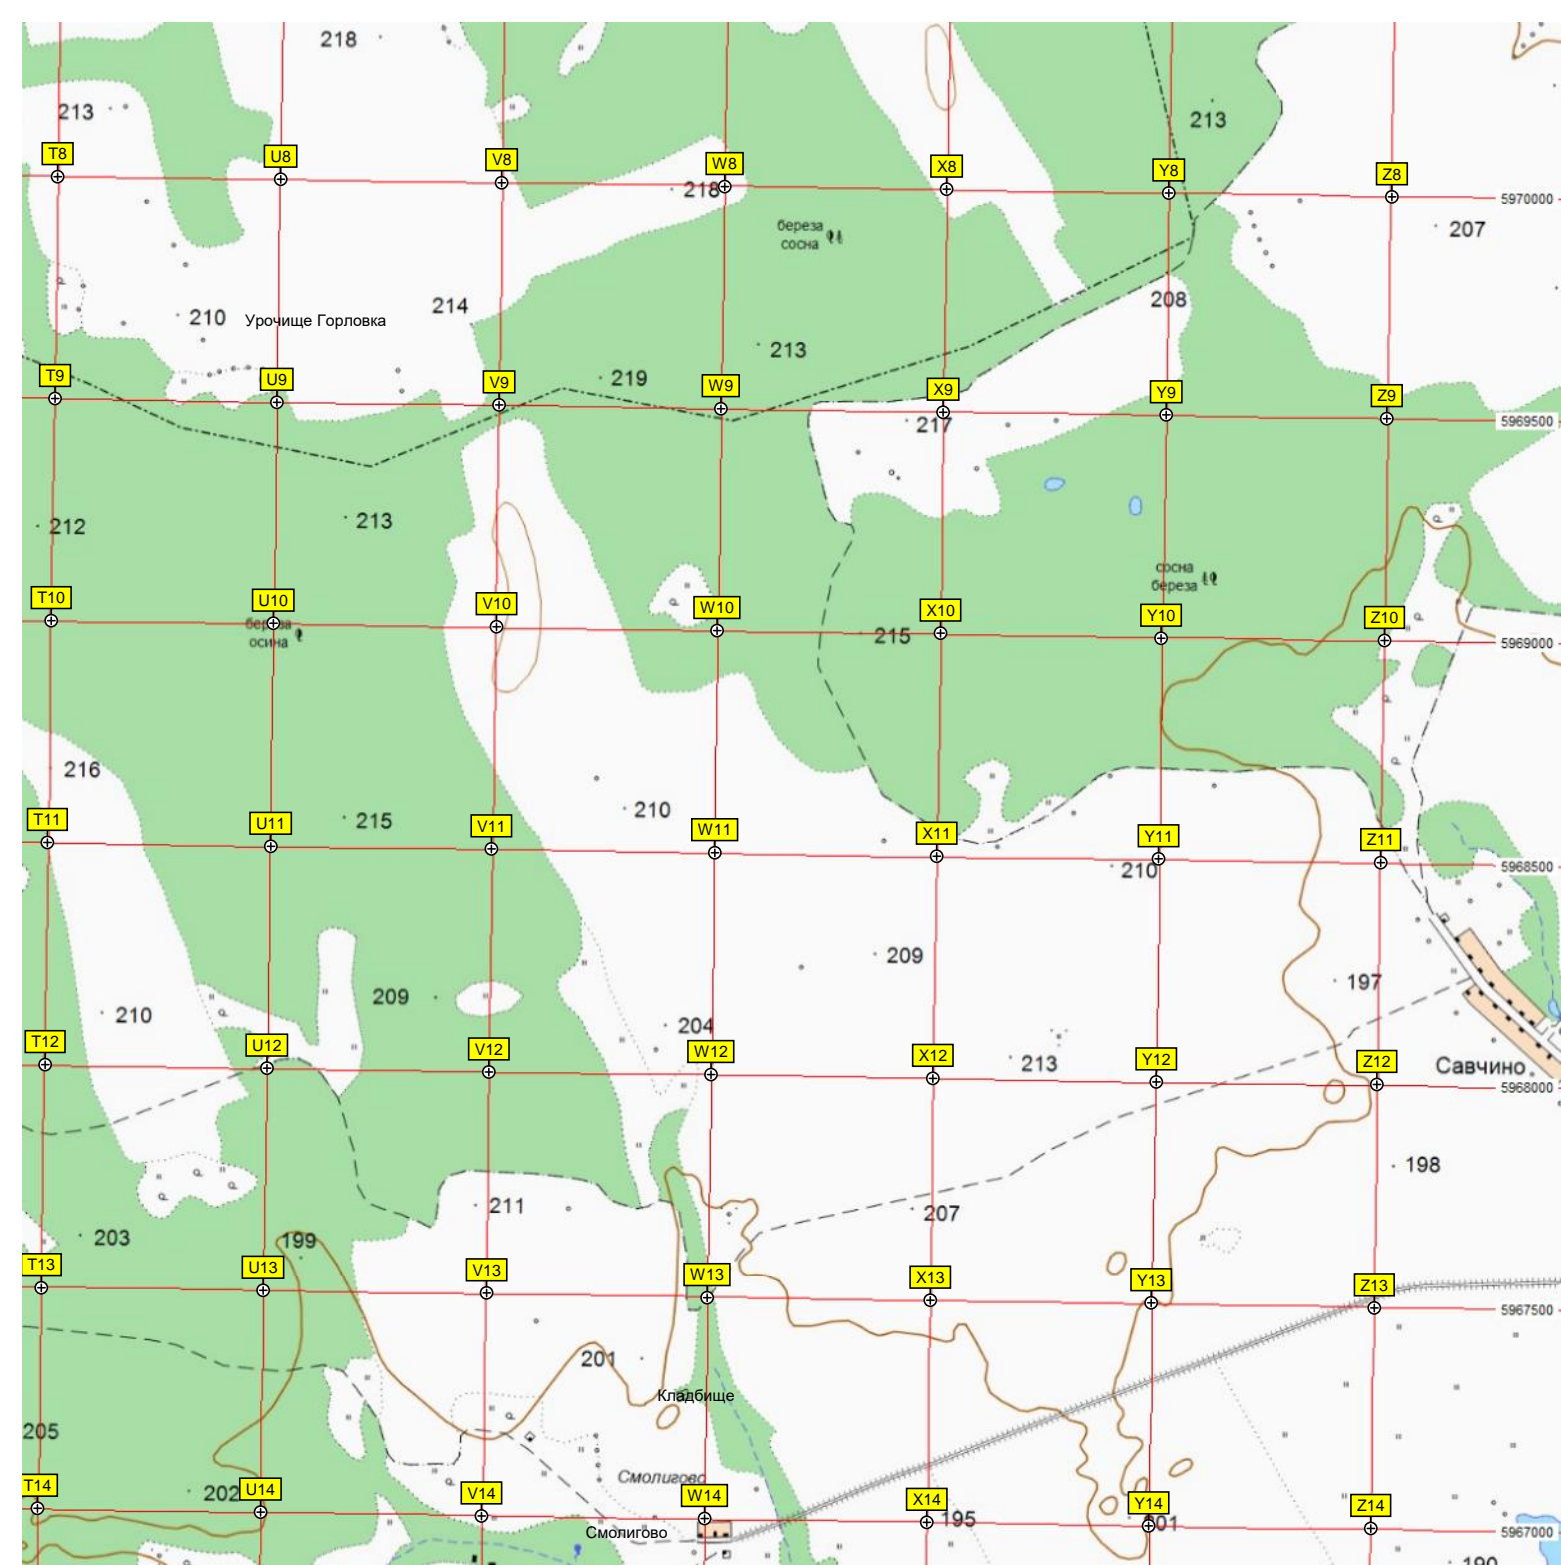 218
213
213
T8
U8
V8
W8
X8
Y8
Z8
218
5970000
береза
сосна
207
208
214
210
Урочище Горловка
213
219
T9
U9
V9
W9
X9
Y9
Z9
217
5969500
212
213
сосна
береза
T10
U10
V10
W10
X10
Y10
Z10
береза
осина
215
5969000
216
210
215
T11
U11
V11
W11
X11
Y11
Z11
210
5968500
209
197
209
210
204
T12
U12
V12
W12
X12
Y12
Z12
213
Савчино
5968000
198
211
207
203
199
T13
U13
V13
W13
X13
Y13
Z13
5967500
201
Кладбище
205
Смолигово
202
T14
U14
V14
W14
X14
Y14
Z14
195
201
Смолигово
5967000
190